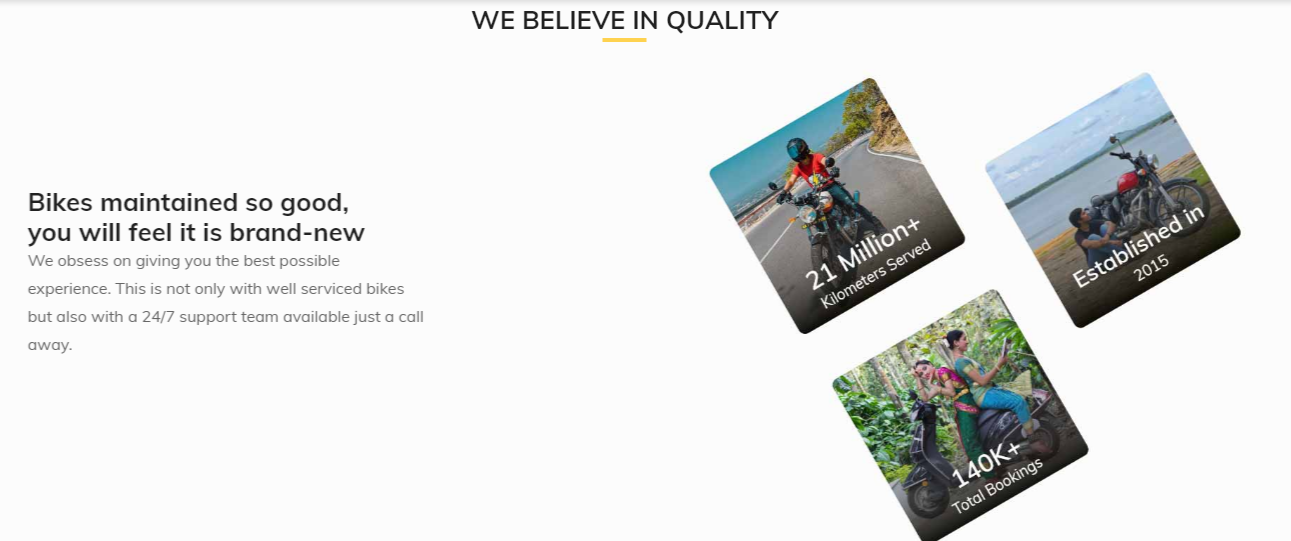 WE BELIEVE IN QUALITY
Bikes maintained so good,
you will feel it is brand-new
We obsess on giving you the best possible
experience. This is not only with well serviced bikes
but also with a 24/7 support team available just a call
away.
21 Million+
Kilometers Served
Established in
2015
140K+
Total Bookings